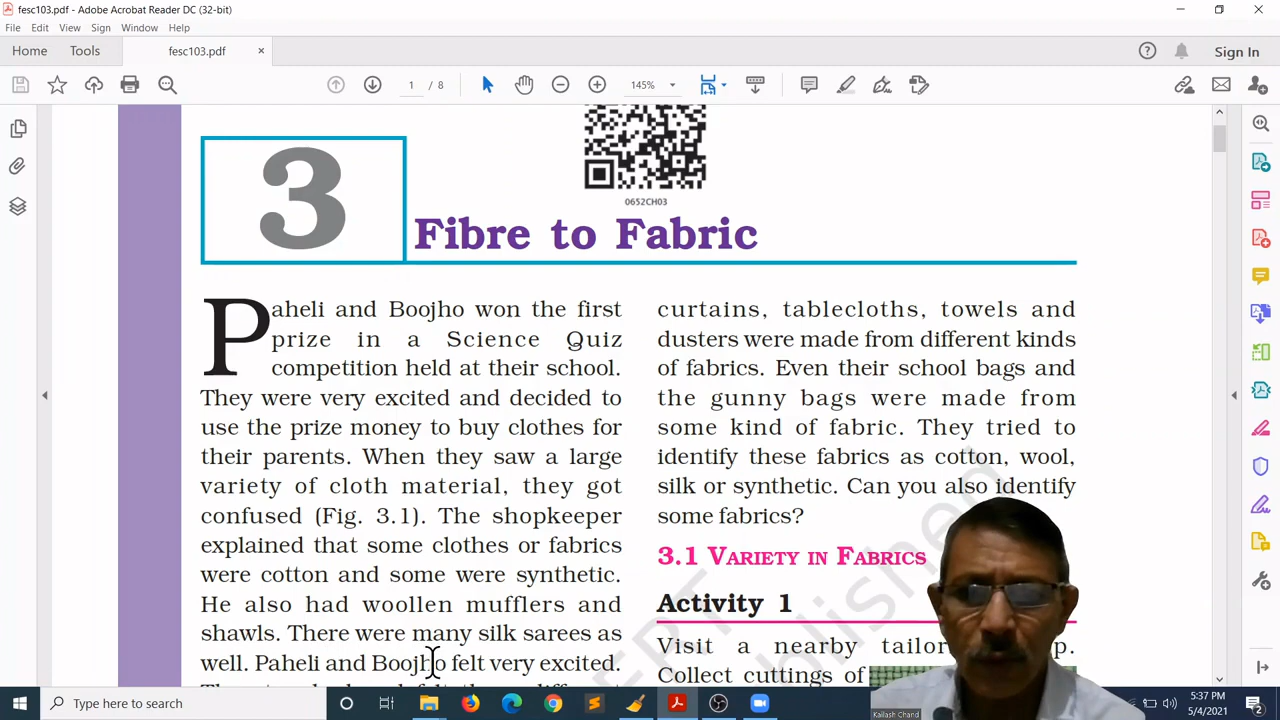 fesc103.pdf - Adobe Acrobat Reader DC (32-bit)
File Edit View Sign Window Help
Home Tools fesc103.pdf × Sign In
1 / 8 145%
0652CH03
3
Fibre to Fabric
Paheli and Boojho won the first
prize in a Science Quiz
competition held at their school.
They were very excited and decided to
use the prize money to buy clothes for
their parents. When they saw a large
variety of cloth material, they got
confused (Fig. 3.1). The shopkeeper
explained that some clothes or fabrics
were cotton and some were synthetic.
He also had woollen mufflers and
shawls. There were many silk sarees as
well. Paheli and Boojho felt very excited.
curtains, tablecloths, towels and
dusters were made from different kinds
of fabrics. Even their school bags and
the gunny bags were made from
some kind of fabric. They tried to
identify these fabrics as cotton, wool,
silk or synthetic. Can you also identify
some fabrics?
3.1 VARIETY IN FABRICS
Activity 1
Visit a nearby tailor p.
Collect cuttings of
Kailash Chand
Type here to search
5:37 PM
5/4/2021
2